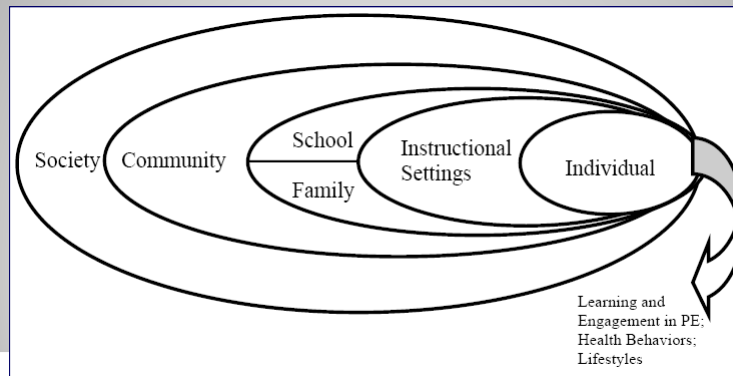 Society
Community
School
Family
Instructional
Settings
Individual
Learning and
Engagement in PE;
Health Behaviors;
Lifestyles